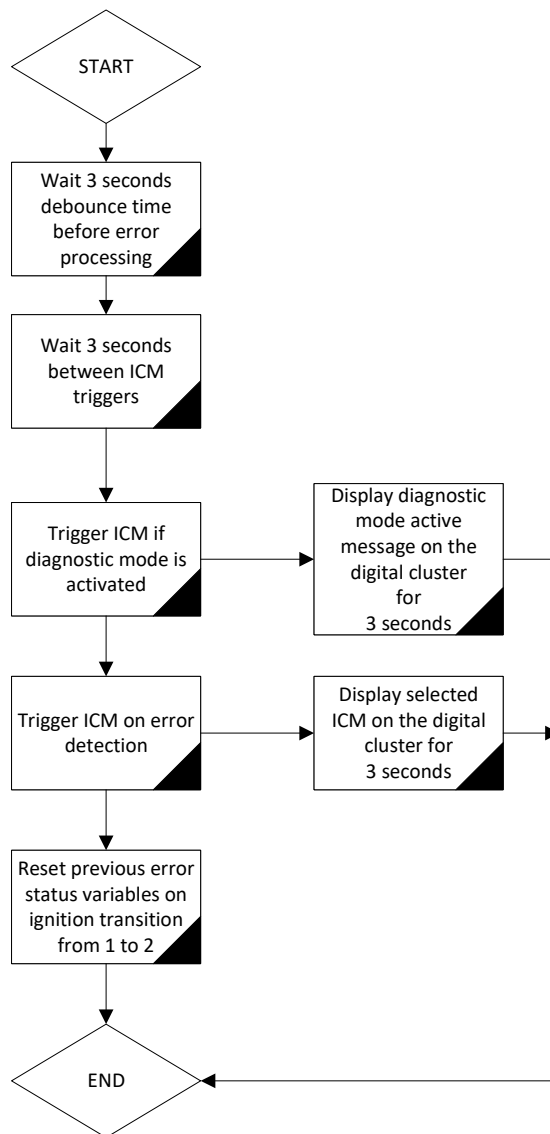 START
Wait 3 seconds
debounce time
before error
processing
Wait 3 seconds
between ICM
triggers
Trigger ICM if
diagnostic mode is
activated
Display diagnostic
mode active
message on the
digital cluster
for
3 seconds
Trigger ICM on error
detection
Display selected
ICM on the digital
cluster for
3 seconds
Reset previous error
status variables on
ignition transition
from 1 to 2
END